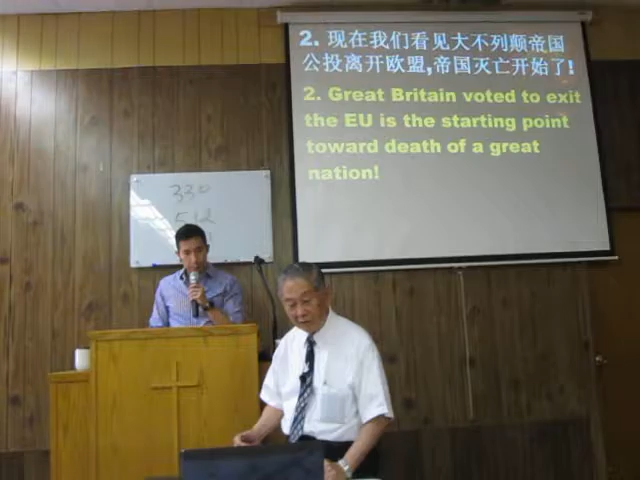 2. 现在我们看见大不列颠帝国
公投离开欧盟,帝国灭亡开始了!
2. Great Britain voted to exit
the EU is the starting point
toward death of a great
nation!
330
512